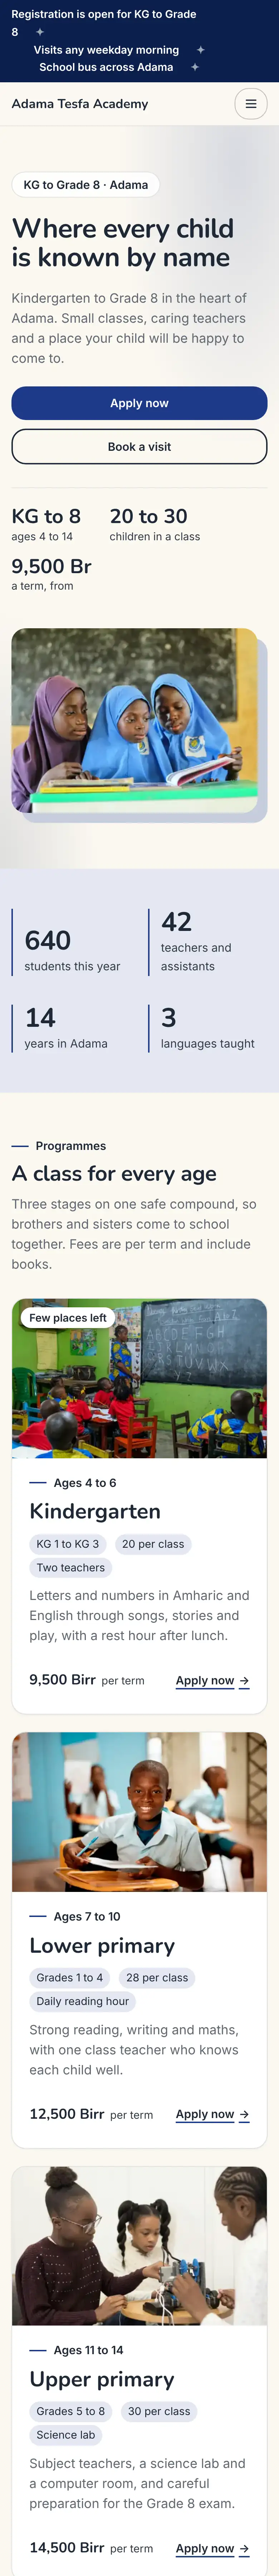 Registration is open for KG to Grade
8 ✦
Visits any weekday morning ✦
School bus across Adama ✦
Adama Tesfa Academy
KG to Grade 8 · Adama
Where every child
is known by name
Kindergarten to Grade 8 in the heart of
Adama. Small classes, caring teachers
and a place your child will be happy to
come to.
Apply now
Book a visit
KG to 8
ages 4 to 14
20 to 30
children in a class
9,500 Br
a term, from
640
students this year
42
teachers and
assistants
14
years in Adama
3
languages taught
Programmes
A class for every age
Three stages on one safe compound, so
brothers and sisters come to school
together. Fees are per term and include
books.
Few places left
Ages 4 to 6
Kindergarten
KG 1 to KG 3
20 per class
Two teachers
Letters and numbers in Amharic and
English through songs, stories and
play, with a rest hour after lunch.
9,500 Birr per term
Apply now →
Ages 7 to 10
Lower primary
Grades 1 to 4
28 per class
Daily reading hour
Strong reading, writing and maths,
with one class teacher who knows
each child well.
12,500 Birr per term
Apply now →
Ages 11 to 14
Upper primary
Grades 5 to 8
30 per class
Science lab
Subject teachers, a science lab and
a computer room, and careful
preparation for the Grade 8 exam.
14,500 Birr per term
Apply now →